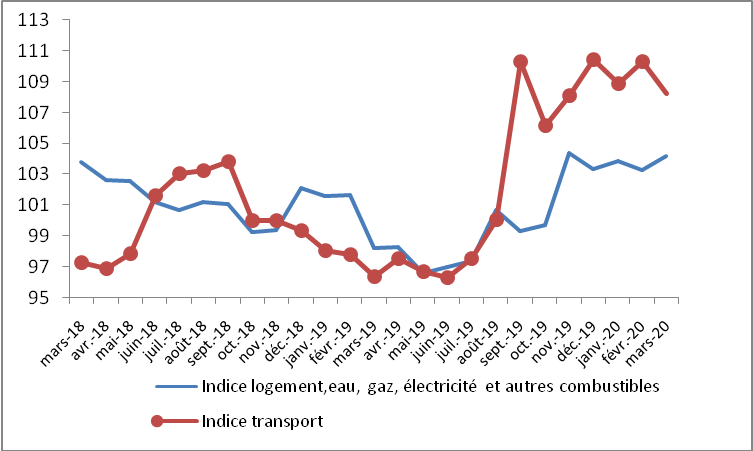 113
111
109
107
105
103
101
99
97
95
mars-18
avr.-18
mai-18
juin-18
juil.-18
août-18
sept.-18
oct.-18
nov.-18
déc.-18
janv.-19
févr.-19
mars-19
avr.-19
mai-19
juin-19
juil.-19
août-19
sept.-19
oct.-19
nov.-19
déc.-19
janv.-20
févr.-20
mars-20
Indice logement,eau, gaz, électricité et autres combustibles
Indice transport